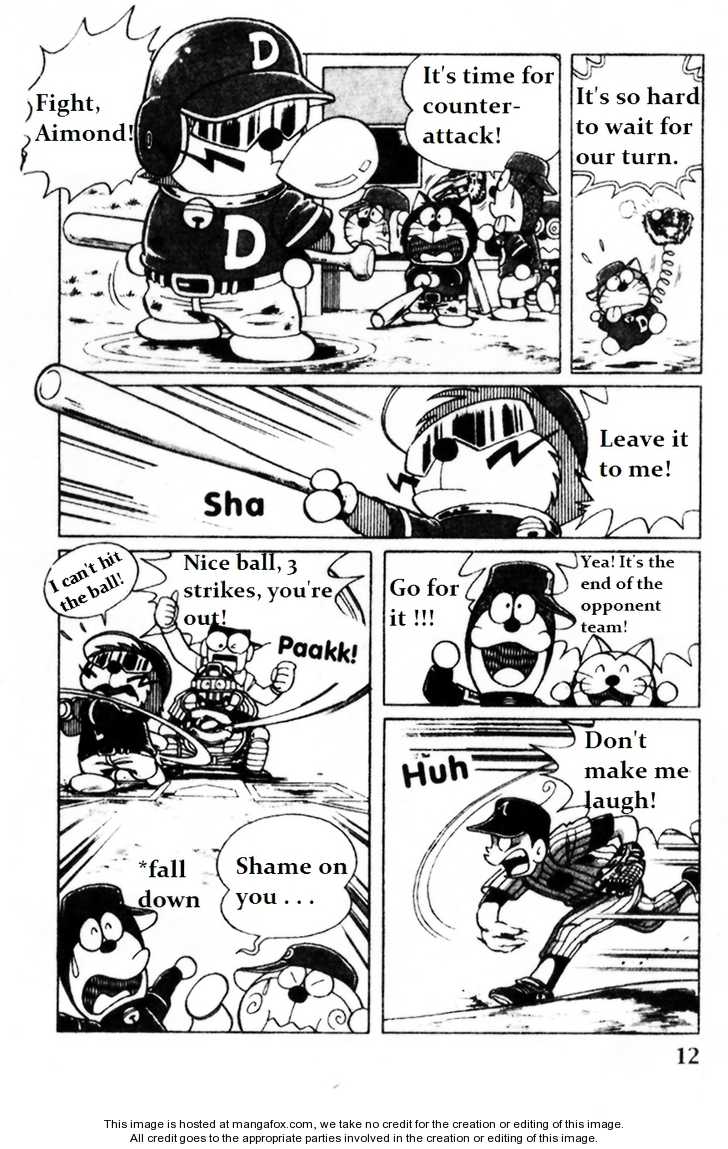 Fight,
Aimond!
D
D
It's time for
counter-
attack!
It's so hard
to wait for
our turn.
D
Leave it
to me!
Sha
I can't hit
the ball!
Nice ball, 3
strikes, you're
out!
Paakk!
Go for
it !!!
Yea! It's the
end of the
opponent
team!
Huh
Don't
make me
laugh!
*fall
down
Shame on
you . . .
12
This image is hosted at mangafox.com, we take no credit for the creation or editing of this image.
All credit goes to the appropriate parties involved in the creation or editing of this image.